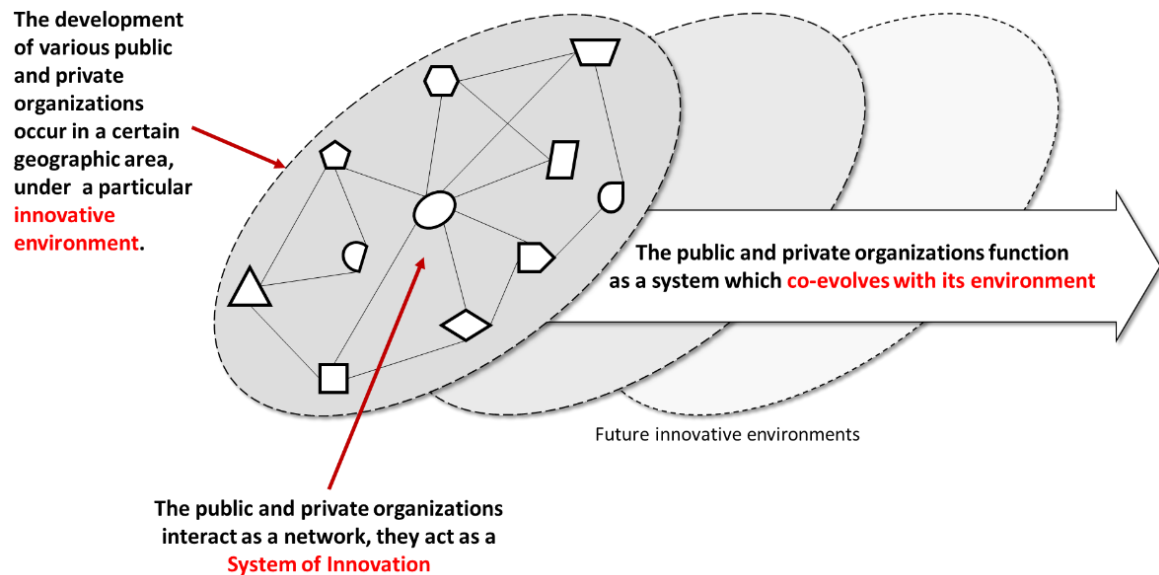 The development
of various public
and private
organizations
occur in a certain
geographic area,
under a particular
innovative
environment.
The public and private organizations function
as a system which co-evolves with its environment
Future innovative environments
The public and private organizations
interact as a network, they act as a
System of Innovation